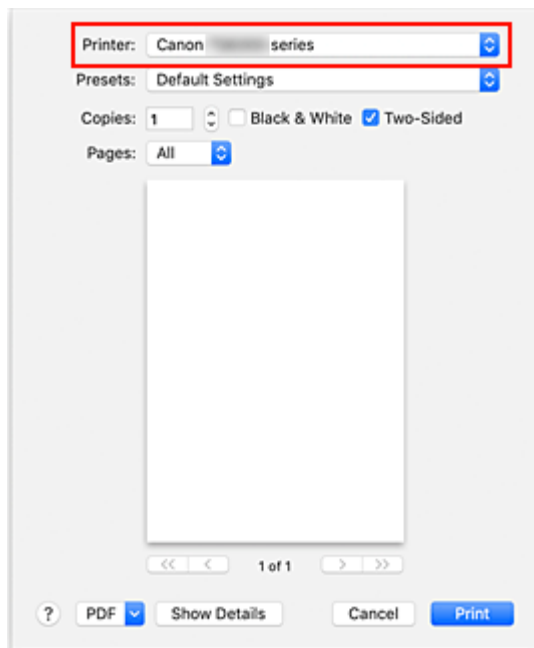 Printer: Canon series
Presets: Default Settings
Copies: 1 Black & White Two-Sided
Pages: All
<< < 1 of 1 > >>
? PDF Show Details Cancel Print